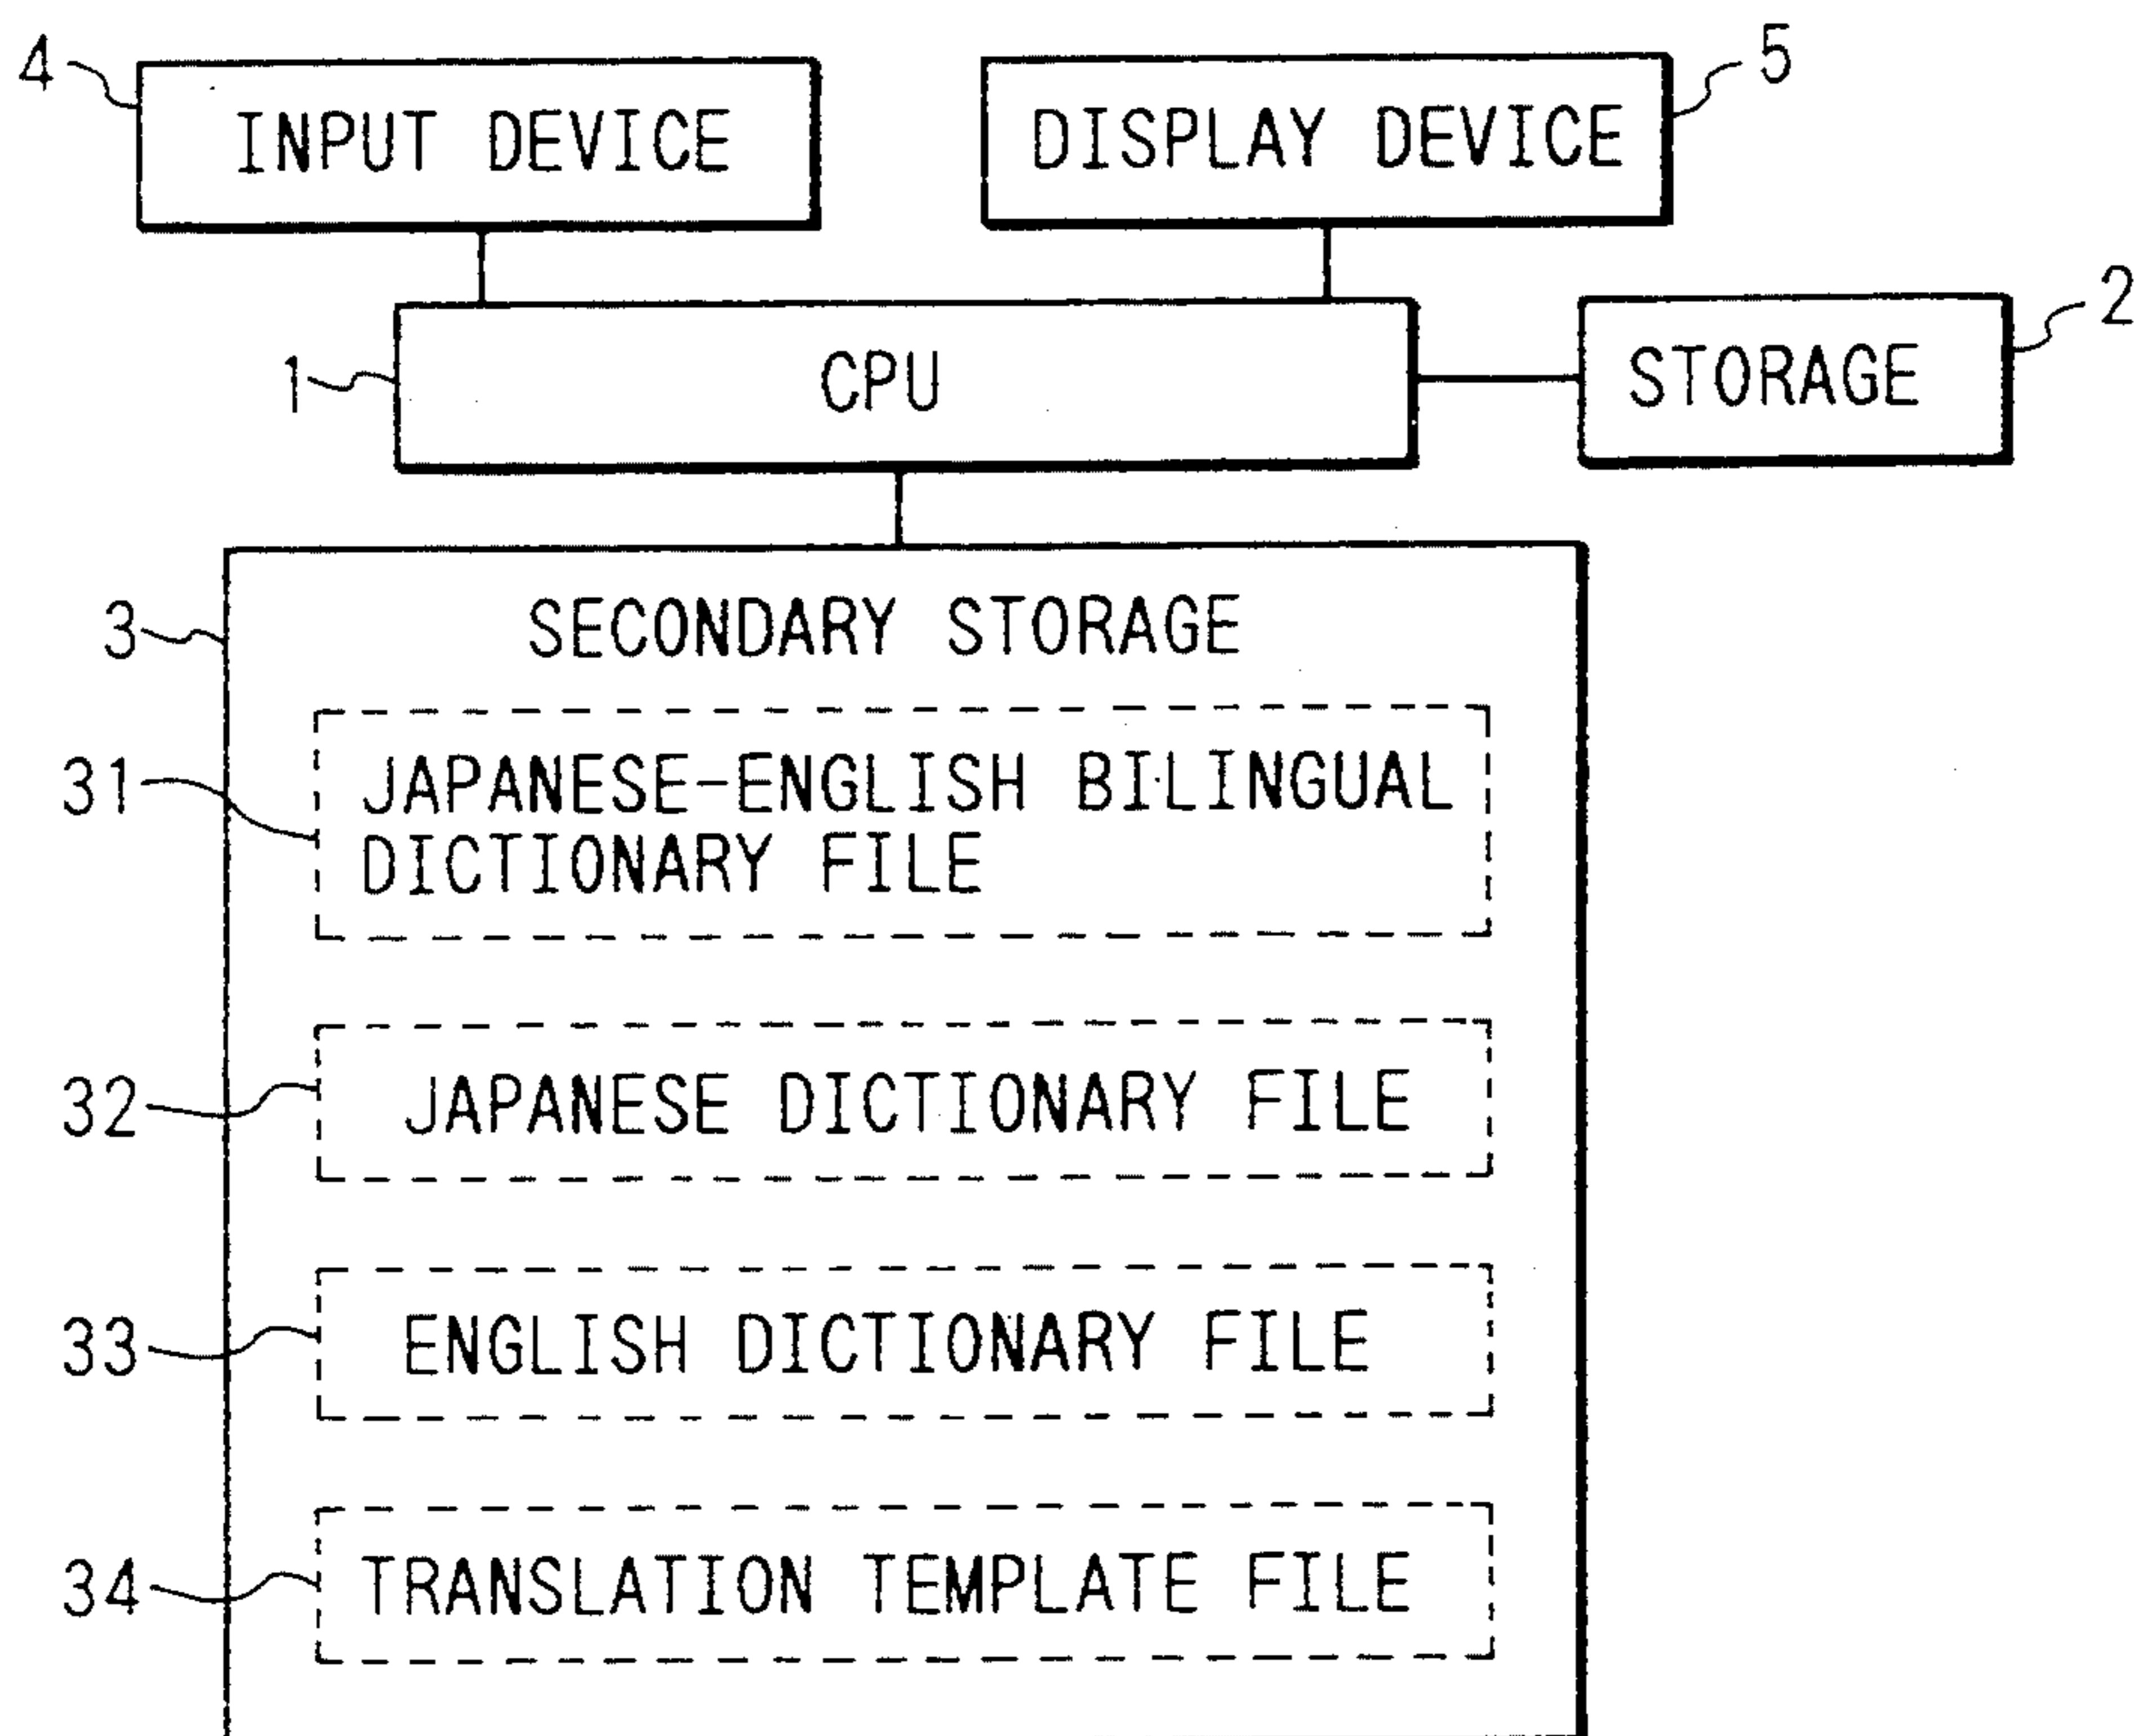 4 INPUT DEVICE DISPLAY DEVICE 5
1 CPU STORAGE 2
3 SECONDARY STORAGE
31 JAPANESE-ENGLISH BILINGUAL
DICTIONARY FILE
32 JAPANESE DICTIONARY FILE
33 ENGLISH DICTIONARY FILE
34 TRANSLATION TEMPLATE FILE